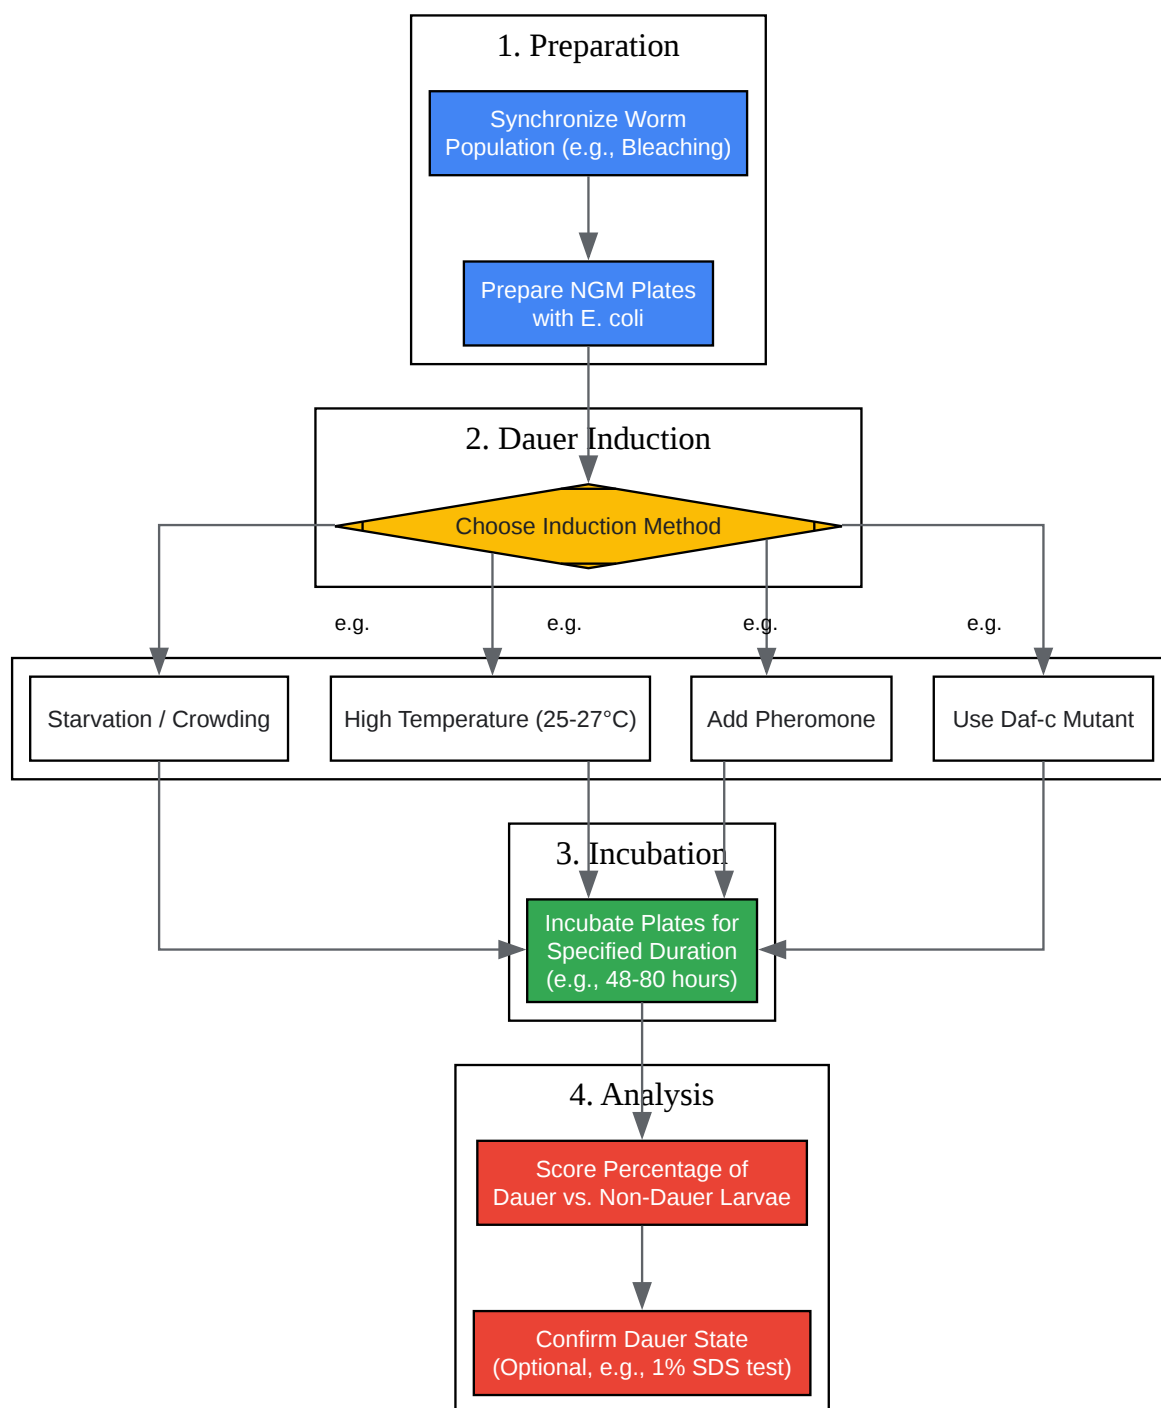 1. Preparation
Synchronize Worm
Population (e.g., Bleaching)
Prepare NGM Plates
with E. coli
2. Dauer Induction
Choose Induction Method
e.g.
e.g.
e.g.
e.g.
Starvation / Crowding
High Temperature (25-27°C)
Add Pheromone
Use Daf-c Mutant
3. Incubation
Incubate Plates for
Specified Duration
(e.g., 48-80 hours)
4. Analysis
Score Percentage of
Dauer vs. Non-Dauer Larvae
Confirm Dauer State
(Optional, e.g., 1% SDS test)